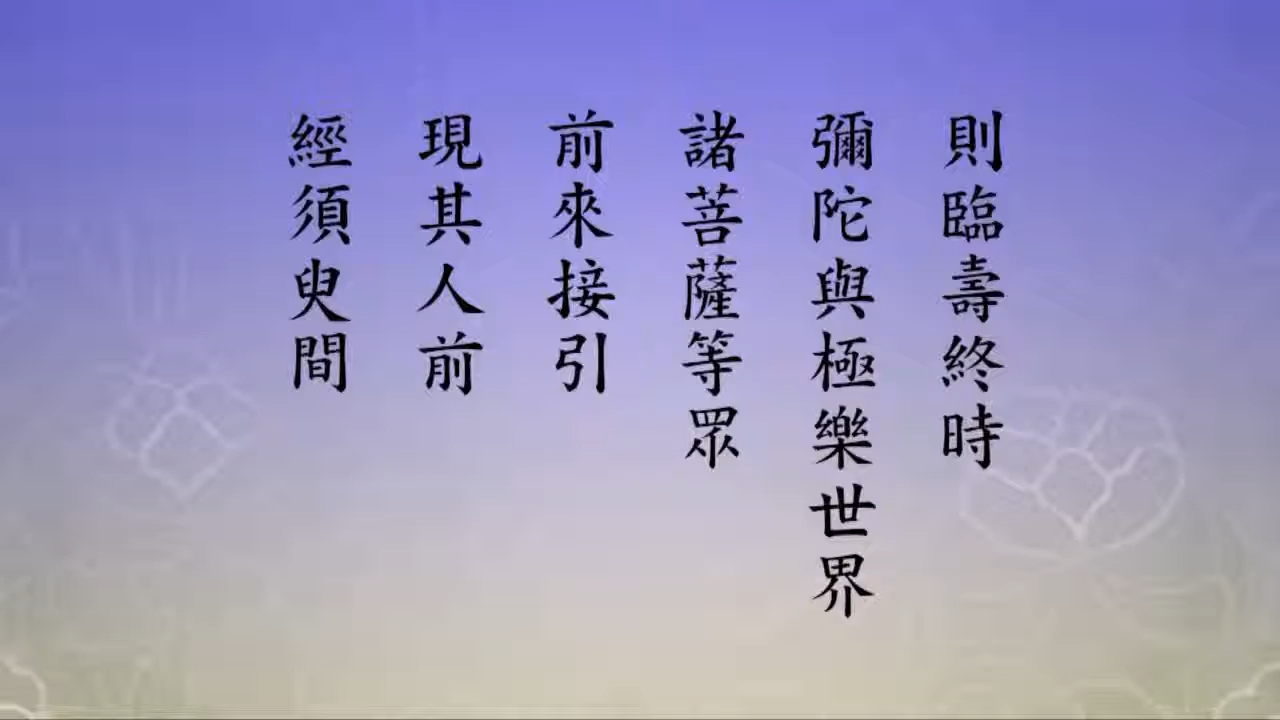 則臨壽終時
彌陀與極樂世界
諸菩薩等眾
前來接引
現其人前
經須臾間